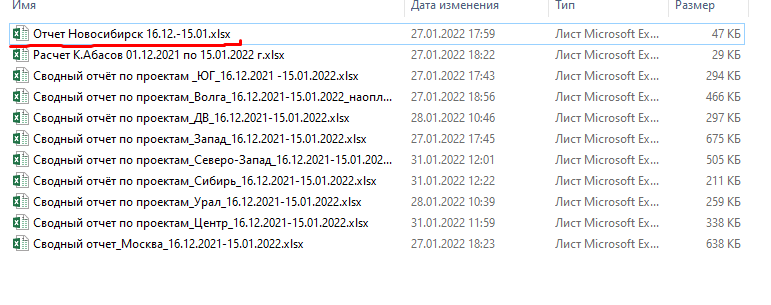 Имя Дата изменения Тип Размер
Отчет Новосибирск 16.12.-15.01.xlsx 27.01.2022 17:59 Лист Microsoft Ex... 47 КБ
Расчет К.Абасов 01.12.2021 по 15.01.2022 г.xlsx 27.01.2022 18:22 Лист Microsoft Ex... 29 КБ
Сводный отчёт по проектам _ЮГ_16.12.2021 -15.01.2022.xlsx 27.01.2022 17:43 Лист Microsoft Ex... 294 КБ
Сводный отчёт по проектам_Волга_16.12.2021-15.01.2022_наопл... 27.01.2022 18:56 Лист Microsoft Ex... 466 КБ
Сводный отчёт по проектам_ДВ_16.12.2021-15.01.2022.xlsx 28.01.2022 10:46 Лист Microsoft Ex... 297 КБ
Сводный отчёт по проектам_Запад_16.12.2021-15.01.2022.xlsx 27.01.2022 17:45 Лист Microsoft Ex... 675 КБ
Сводный отчёт по проектам_Северо-Запад_16.12.2021-15.01.202... 31.01.2022 12:01 Лист Microsoft Ex... 505 КБ
Сводный отчёт по проектам_Сибирь_16.12.2021-15.01.2022.xlsx 31.01.2022 12:22 Лист Microsoft Ex... 211 КБ
Сводный отчёт по проектам_Урал_16.12.2021-15.01.2022.xlsx 28.01.2022 10:39 Лист Microsoft Ex... 259 КБ
Сводный отчёт по проектам_Центр_16.12.2021-15.01.2022.xlsx 31.01.2022 11:59 Лист Microsoft Ex... 338 КБ
Сводный отчет_Москва_16.12.2021-15.01.2022.xlsx 27.01.2022 18:23 Лист Microsoft Ex... 638 КБ